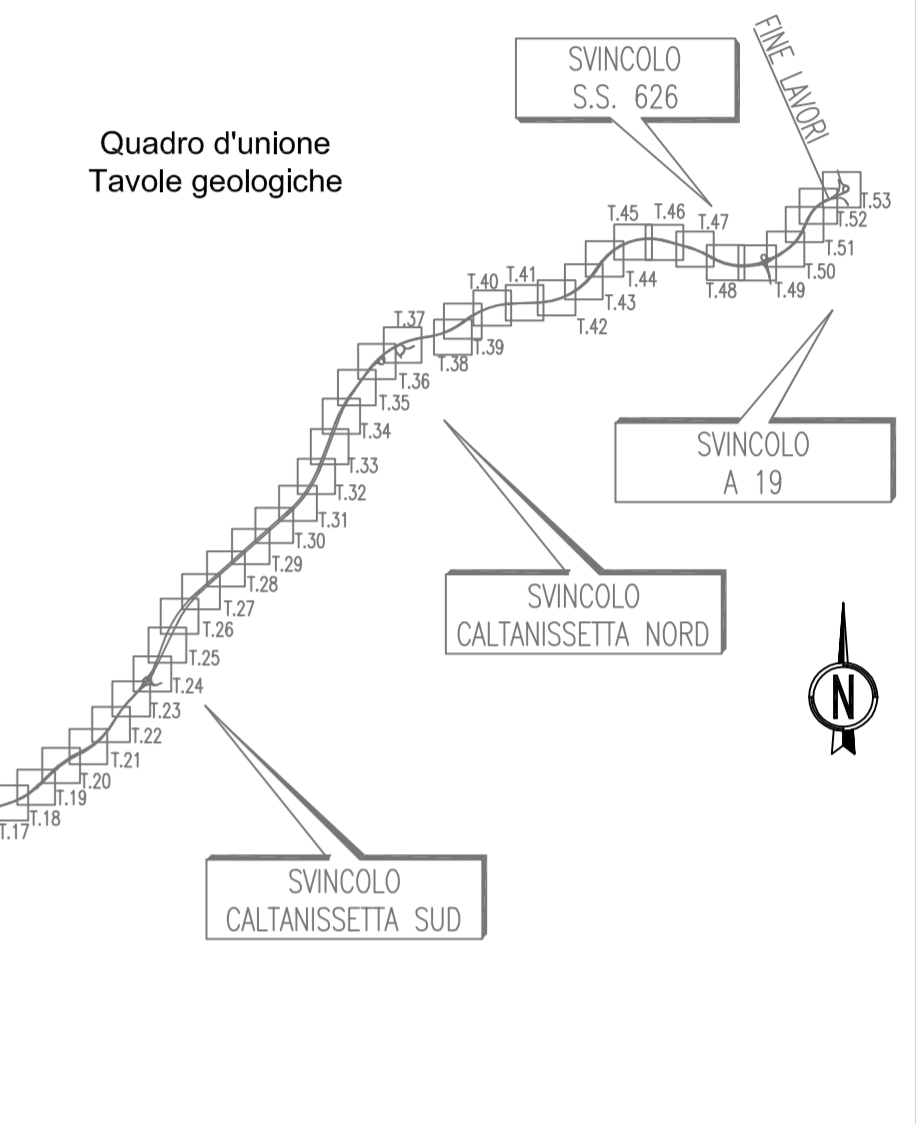 Quadro d'unione
Tavole geologiche
SVINCOLO
S.S. 626
FINE LAVORI
T.53
T.52
T.51
T.50
T.49
T.48
T.47
T.46
T.45
T.44
T.43
T.42
T.41
T.40
T.39
T.38
T.37
T.36
T.35
T.34
T.33
T.32
T.31
T.30
T.29
T.28
T.27
T.26
T.25
T.24
T.23
T.22
T.21
T.20
T.19
T.18
T.17
SVINCOLO
A 19
SVINCOLO
CALTANISSETTA NORD
N
SVINCOLO
CALTANISSETTA SUD